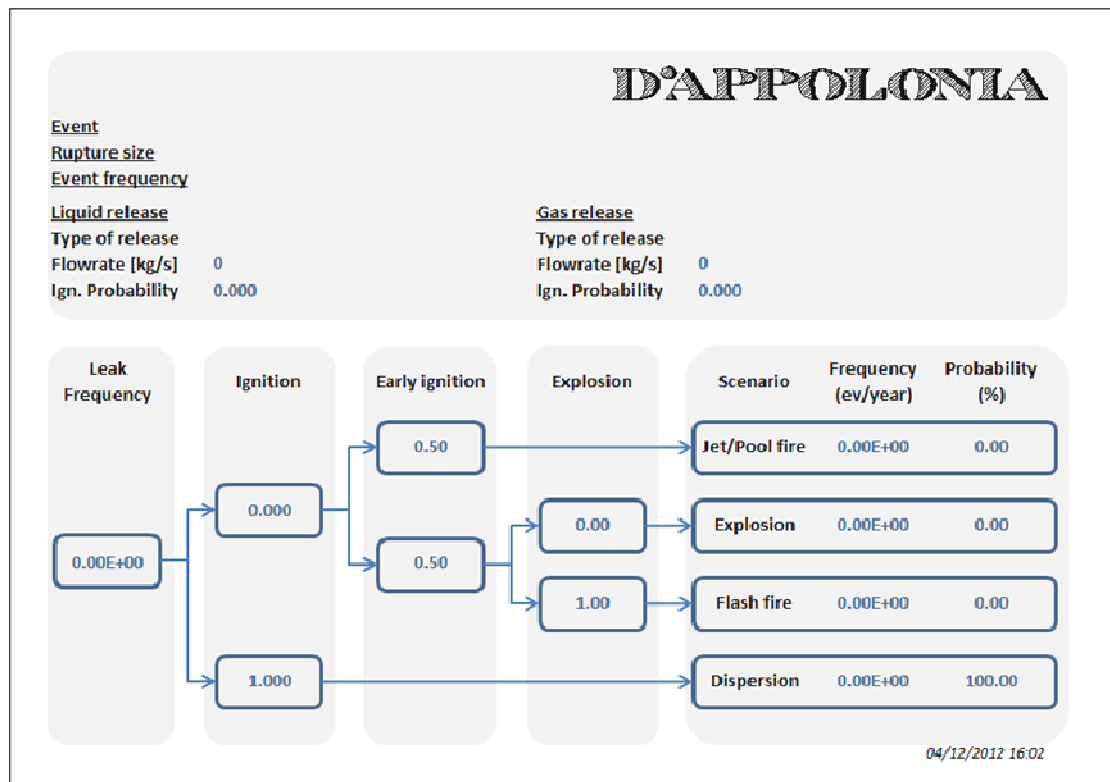 D'APPOLONIA
Event
Rupture size
Event frequency
Liquid release
Type of release
Flowrate [kg/s] 0
Ign. Probability 0.000
Gas release
Type of release
Flowrate [kg/s] 0
Ign. Probability 0.000
Leak
Frequency
Ignition
Early ignition
Explosion
Scenario
Frequency
(ev/year)
Probability
(%)
0.50
Jet/Pool fire 0.00E+00 0.00
0.000
0.00
Explosion 0.00E+00 0.00
0.00E+00
0.50
1.00
Flash fire 0.00E+00 0.00
1.000
Dispersion 0.00E+00 100.00
04/12/2012 16:02